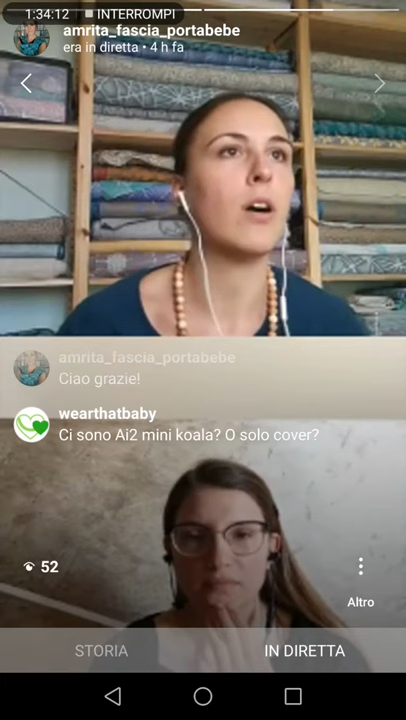 1:34:12 INTERROMPI
amrita_fascia_portabebe
era in diretta • 4 h fa
amrita_fascia_portabebe
Ciao grazie!
wearthatbaby
Ci sono Ai2 mini koala? O solo cover?
52
Altro
STORIA IN DIRETTA